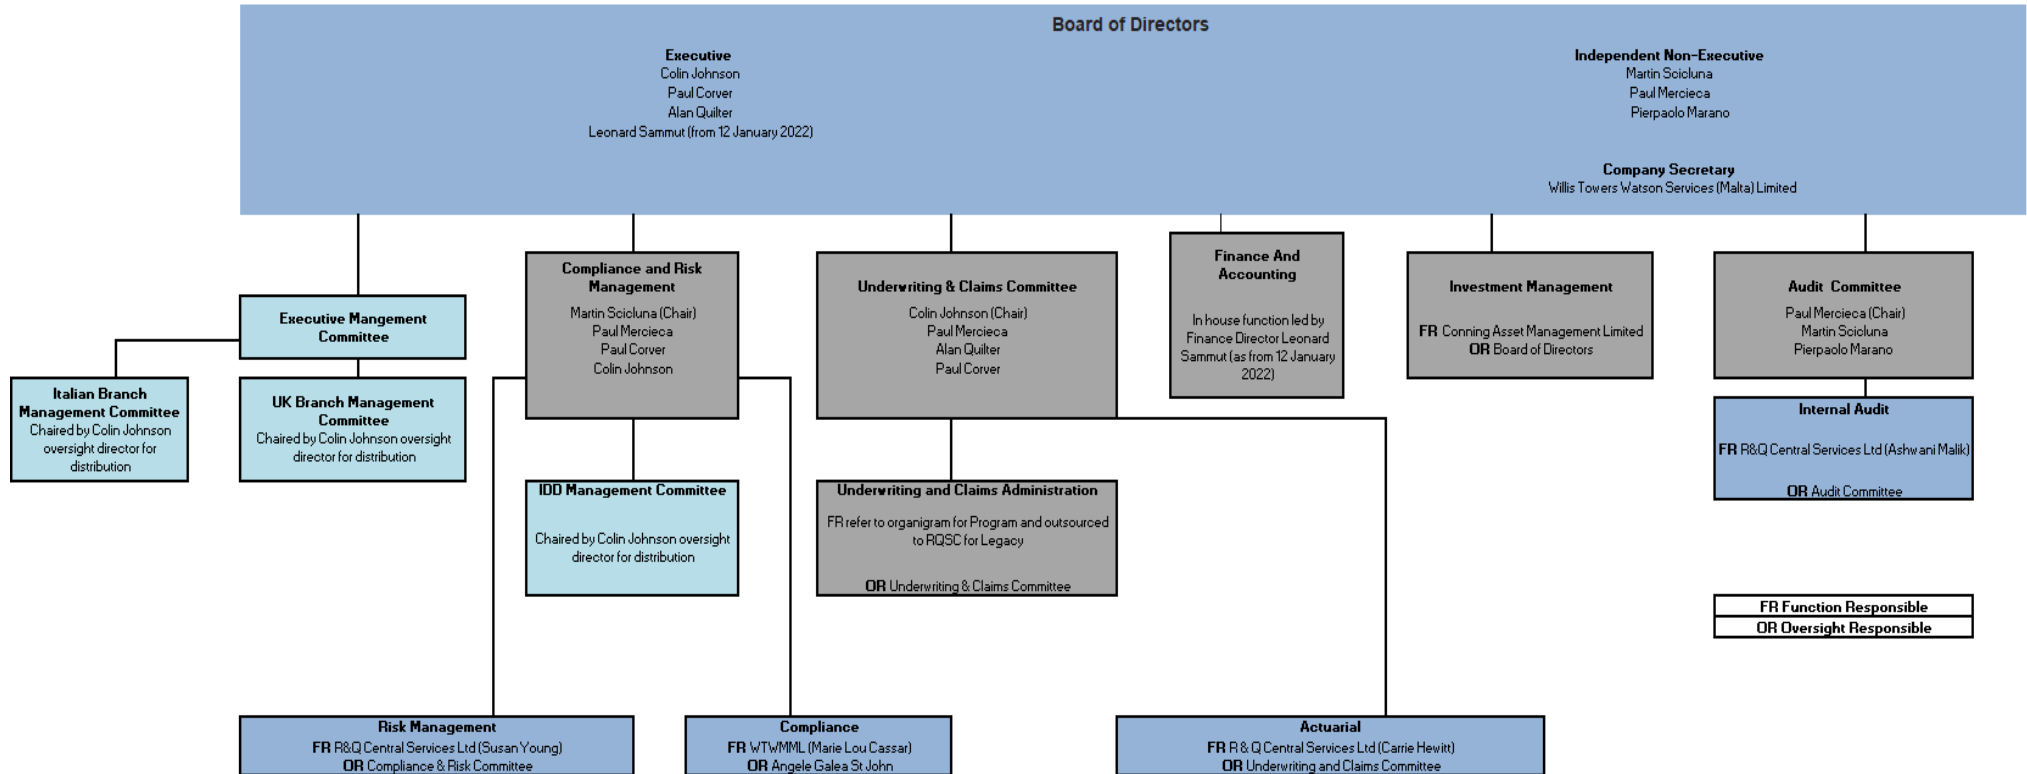 Board of Directors
Executive
Colin Johnson
Paul Corver
Alan Quilter
Leonard Sammut (from 12 January 2022)
Independent Non-Executive
Martin Scicluna
Paul Mercieca
Pierpaolo Marano
Company Secretary
Willis Towers Watson Services (Malta) Limited
Executive Mangement
Committee
Italian Branch
Management Committee
Chaired by Colin Johnson
oversight director for
distribution
UK Branch Management
Committee
Chaired by Colin Johnson oversight
director for distribution
Compliance and Risk
Management
Martin Scicluna (Chair)
Paul Mercieca
Paul Corver
Colin Johnson
IDD Management Committee
Chaired by Colin Johnson oversight
director for distribution
Underwriting & Claims Committee
Colin Johnson (Chair)
Paul Mercieca
Alan Quilter
Paul Corver
Underwriting and Claims Administration
FR refer to organigram for Program and outsourced
to RQSC for Legacy
OR Underwriting & Claims Committee
Finance And
Accounting
In house function led by
Finance Director Leonard
Sammut (as from 12 January
2022)
Investment Management
FR Conning Asset Management Limited
OR Board of Directors
Audit Committee
Paul Mercieca (Chair)
Martin Scicluna
Pierpaolo Marano
Internal Audit
FR R&Q Central Services Ltd (Ashwani Malik)
OR Audit Committee
FR Function Responsible
OR Oversight Responsible
Risk Management
FR R&Q Central Services Ltd (Susan Young)
OR Compliance & Risk Committee
Compliance
FR WTWMML (Marie Lou Cassar)
OR Angele Galea St John
Actuarial
FR R & Q Central Services Ltd (Carrie Hewitt)
OR Underwriting and Claims Committee